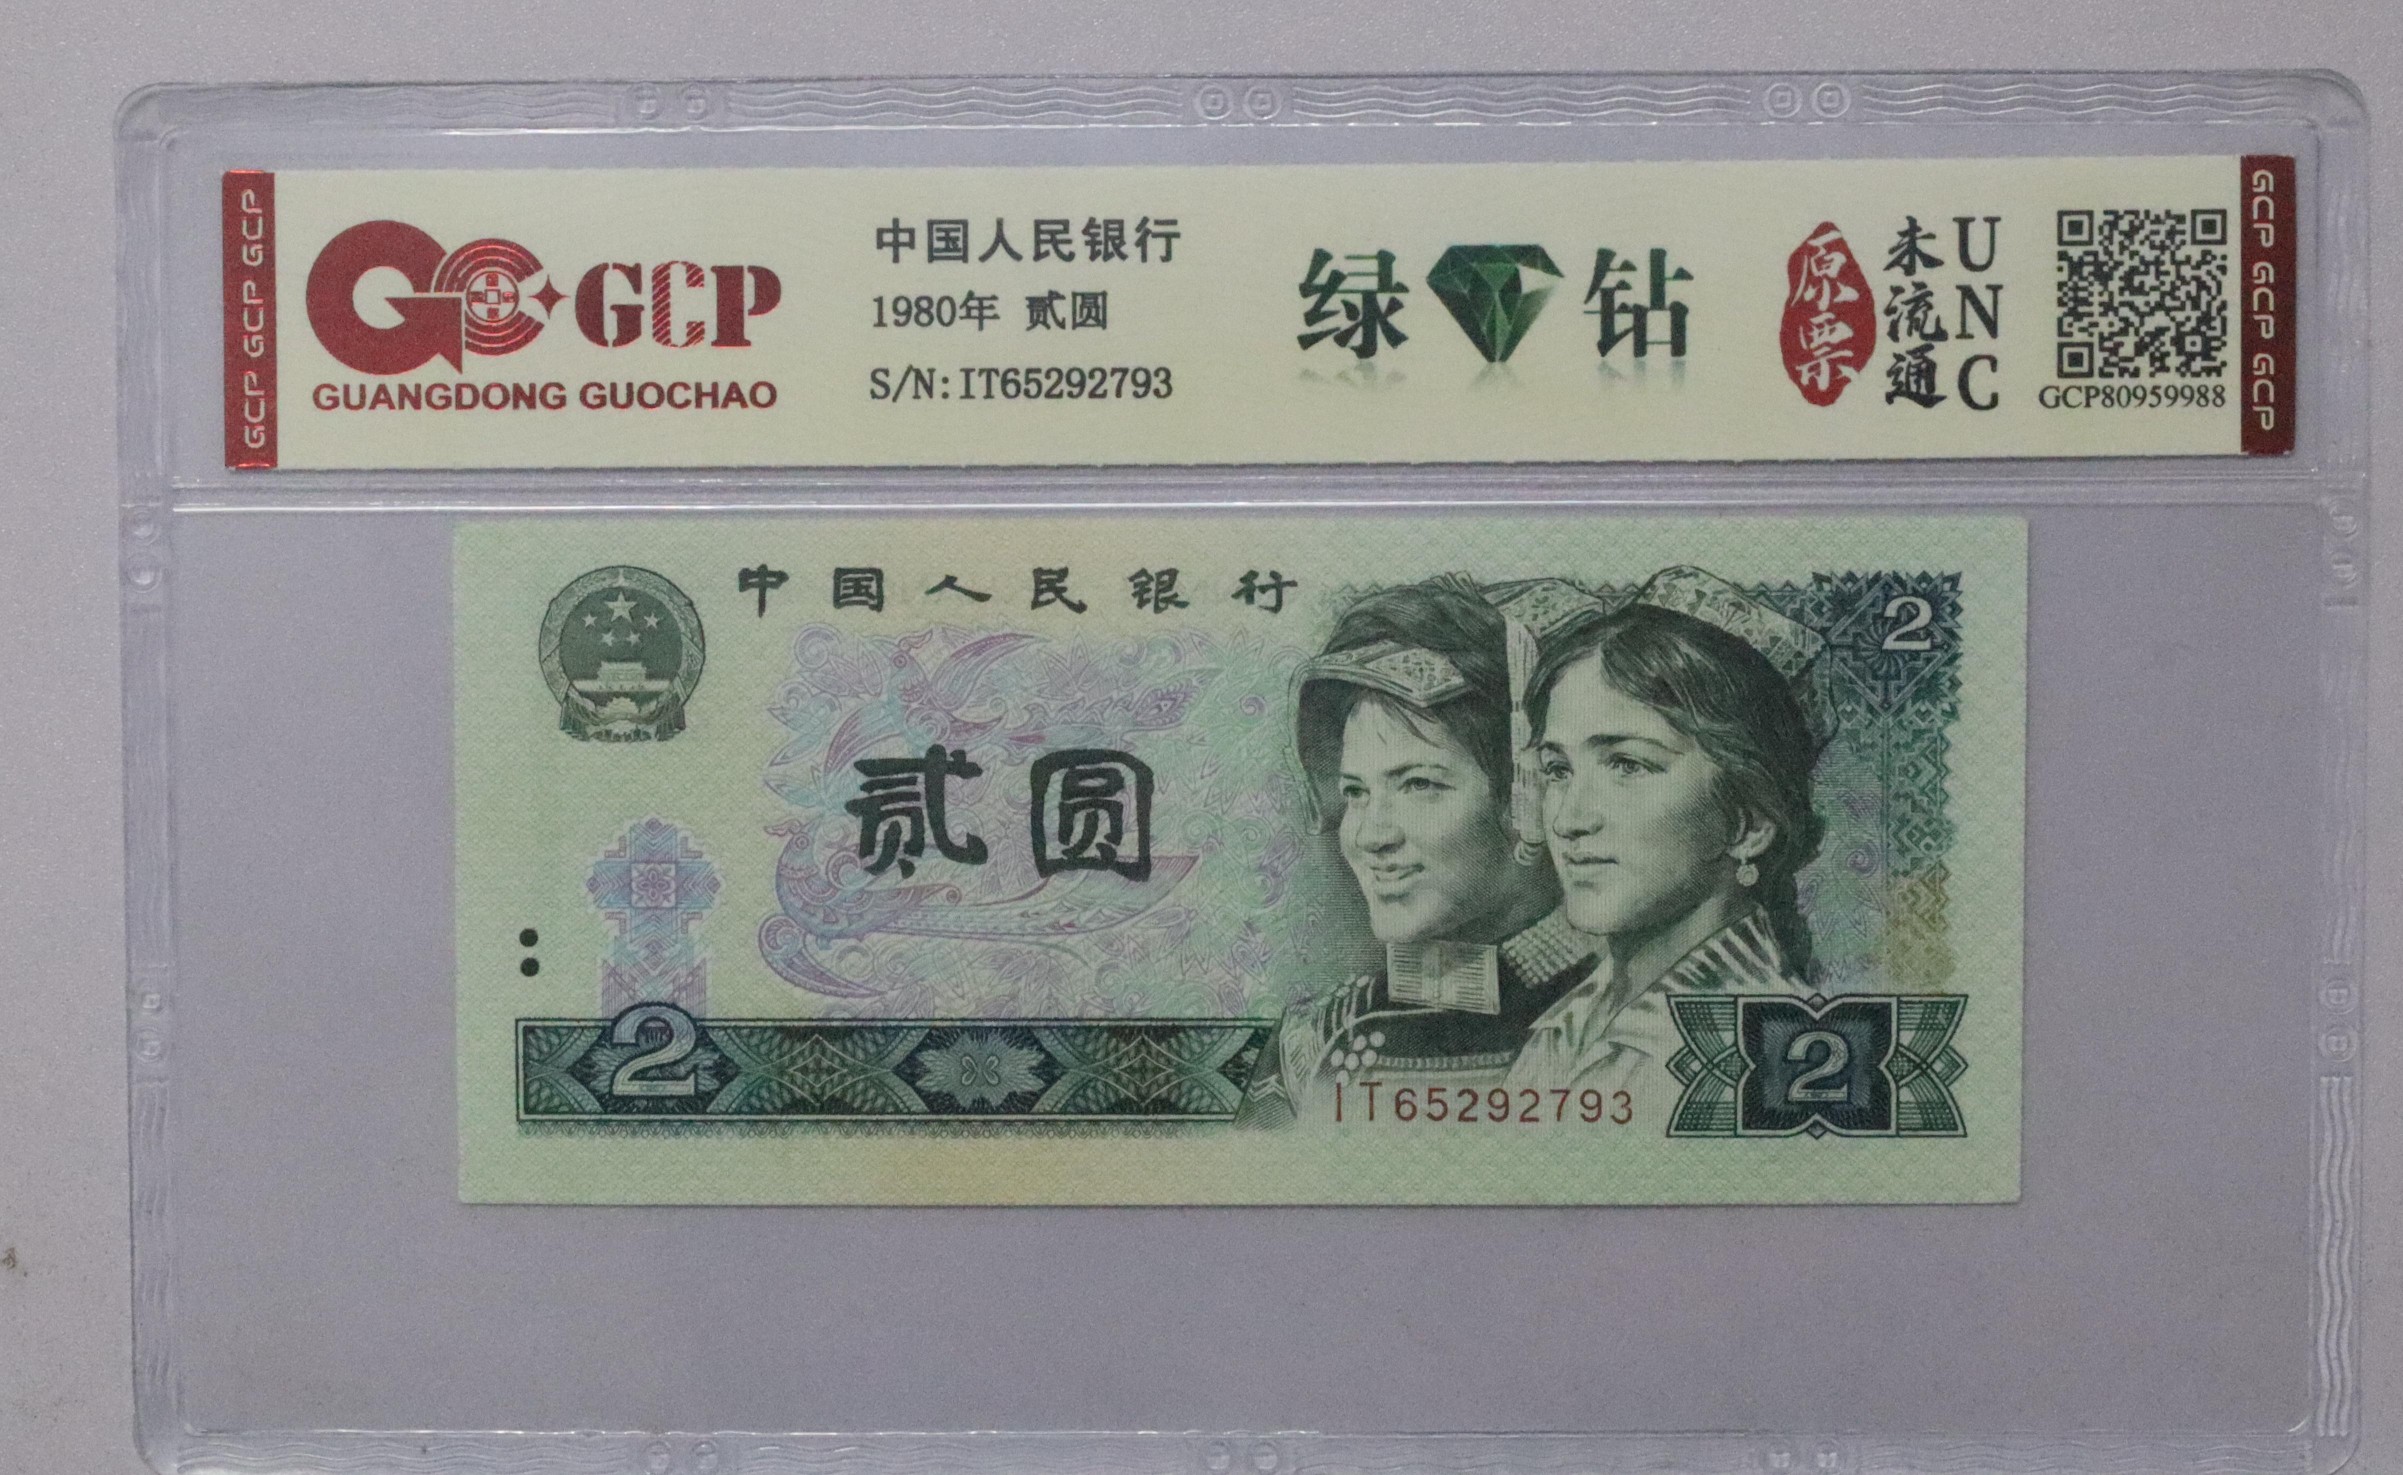 GCP GCP GCP
GCP
GUANGDONG GUOCHAO
中国人民银行
1980年 贰圆
S/N:IT65292793
绿钻
原票
未流通
UNC
GCP80959988
GCP GCP GCP
中国人民银行
2
贰圆
2
IT65292793
2